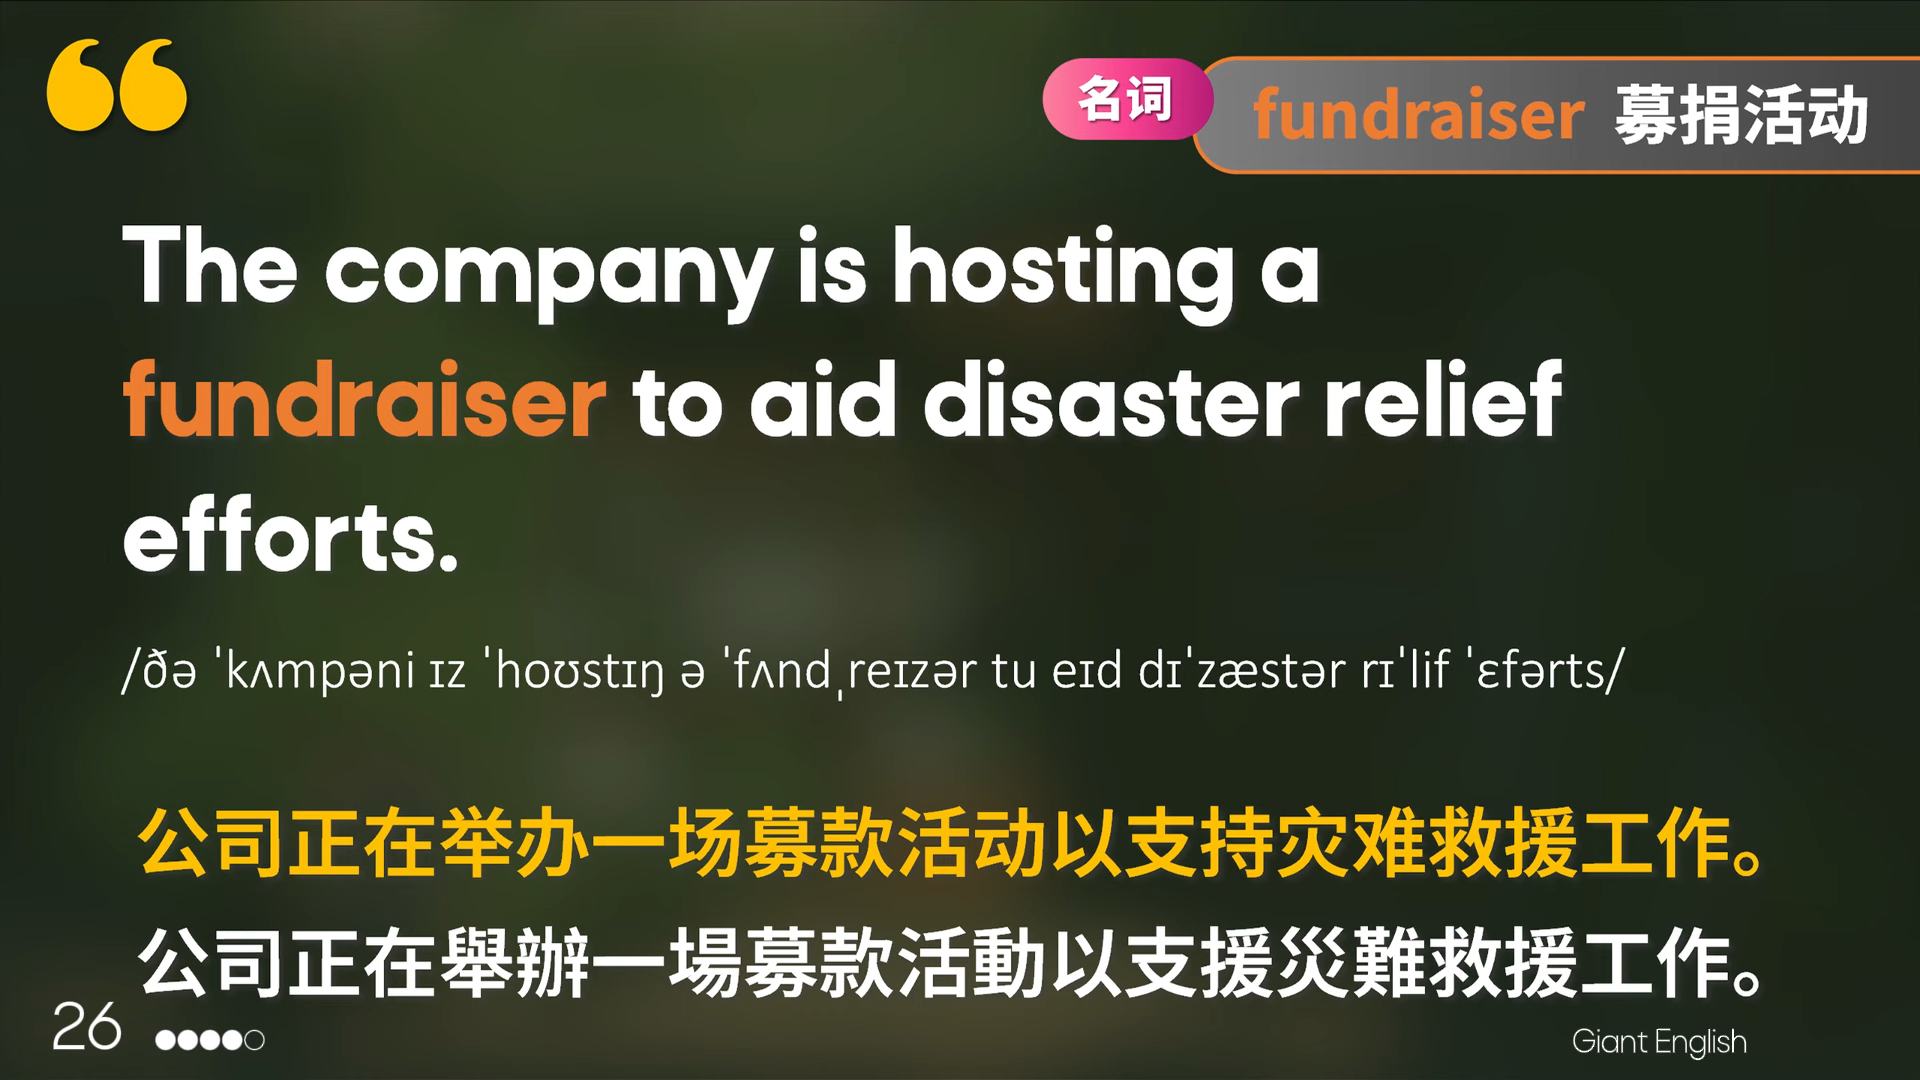 名词
fundraiser 募捐活动
The company is hosting a
fundraiser to aid disaster relief
efforts.
/ðə ˈkʌmpəni ɪz ˈhoʊstɪŋ ə ˈfʌndˌreɪzər tu eɪd dɪˈzæstər rɪˈlif ˈɛfərts/
公司正在举办一场募款活动以支持灾难救援工作。
公司正在舉辦一場募款活動以支援災難救援工作。
26
Giant English